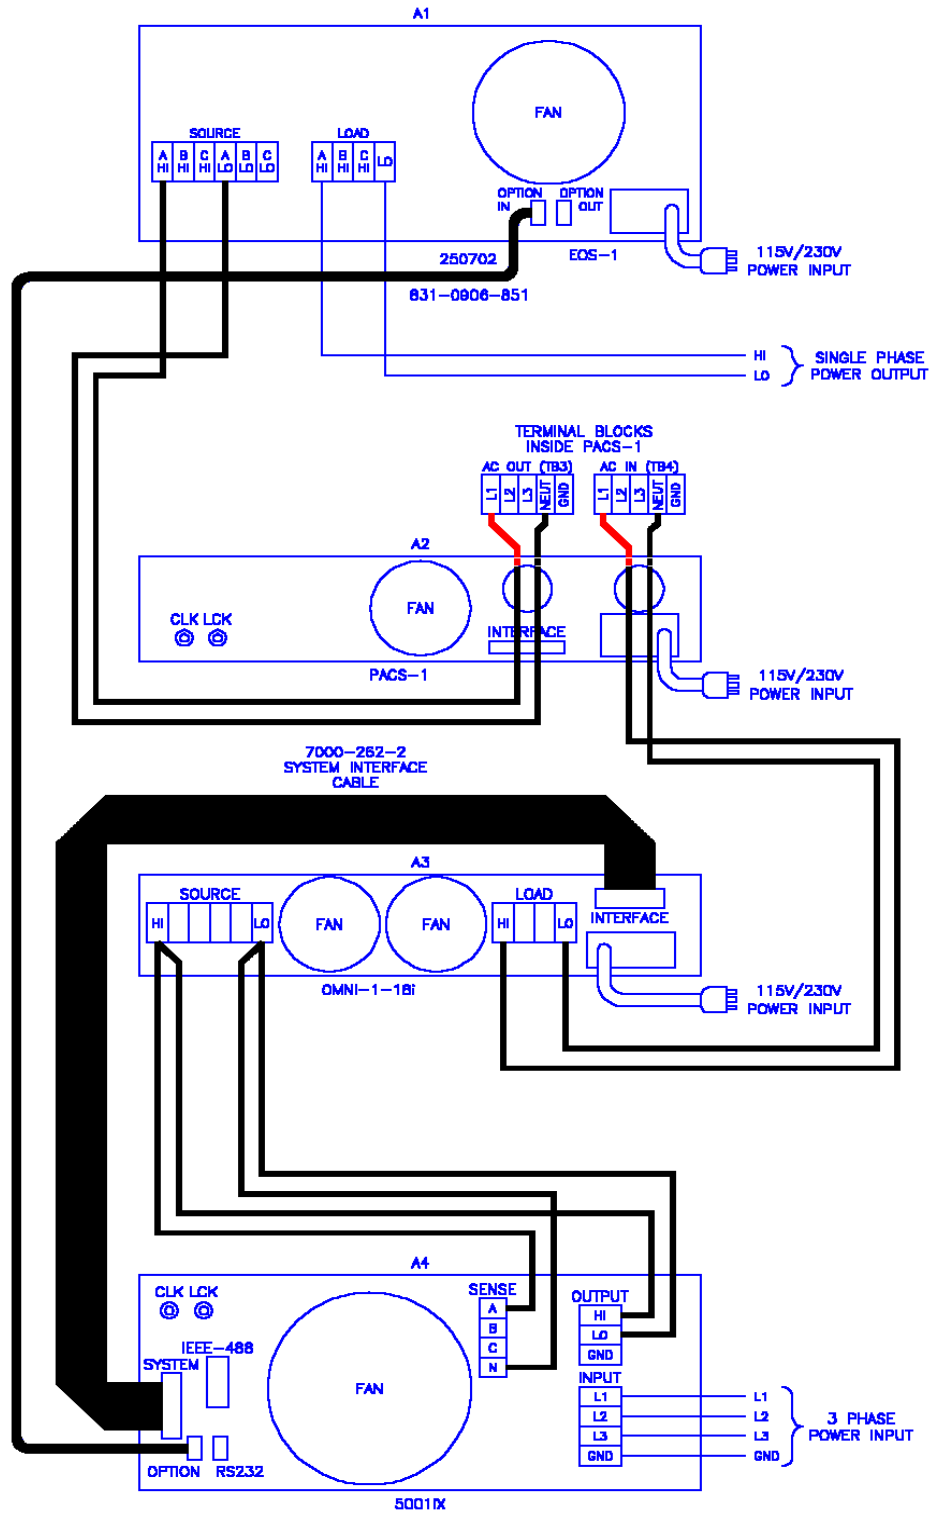 A1
FAN
SOURCE
A HI B HI C HI A LO B LO C LO
LOAD
A HI B HI C HI LO
OPTION IN
OPTION OUT
EOS-1
115V/230V
POWER INPUT
250702
831-0906-851
HI
LO
SINGLE PHASE
POWER OUTPUT
TERMINAL BLOCKS
INSIDE PACS-1
AC OUT (TB3)
L1 L2 L3 NEUT GND
AC IN (TB4)
L1 L2 L3 NEUT GND
A2
FAN
CLK LCK
INTERFACE
PACS-1
115V/230V
POWER INPUT
7000-262-2
SYSTEM INTERFACE
CABLE
A3
SOURCE
HI LO
FAN
FAN
LOAD
HI LO
INTERFACE
OMNI-1-18i
115V/230V
POWER INPUT
A4
CLK LCK
IEEE-488
SYSTEM
FAN
SENSE
A
B
C
N
OUTPUT
HI
LO
GND
INPUT
L1
L2
L3
GND
L1
L2
L3
GND
3 PHASE
POWER INPUT
OPTION
RS232
5001iX